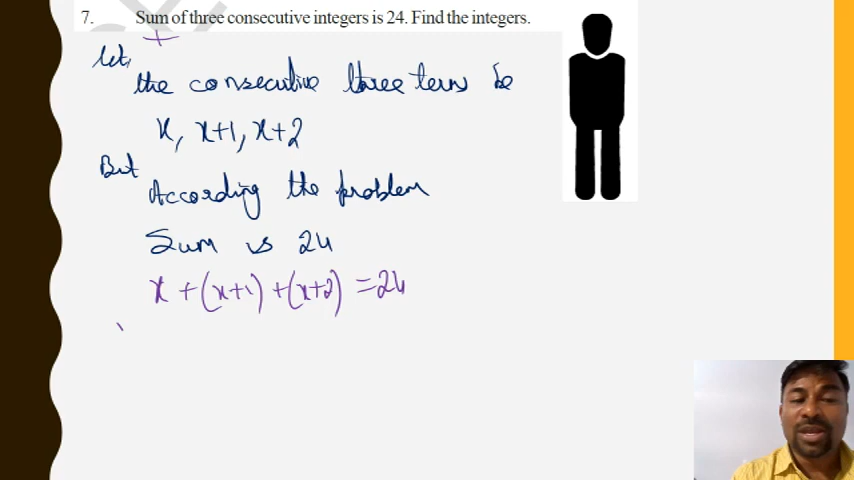 7. Sum of three consecutive integers is 24. Find the integers.
Let,
the consecutive three terms be
x, x+1, x+2
But
According the problem
Sum is 24
x + (x+1) + (x+2) = 24